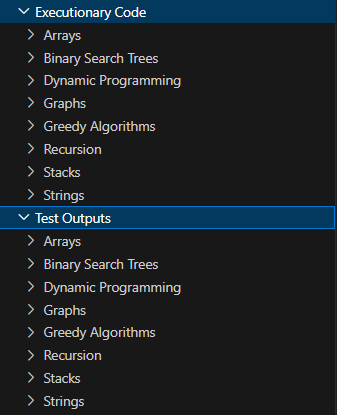 Executionary Code
Arrays
Binary Search Trees
Dynamic Programming
Graphs
Greedy Algorithms
Recursion
Stacks
Strings
Test Outputs
Arrays
Binary Search Trees
Dynamic Programming
Graphs
Greedy Algorithms
Recursion
Stacks
Strings